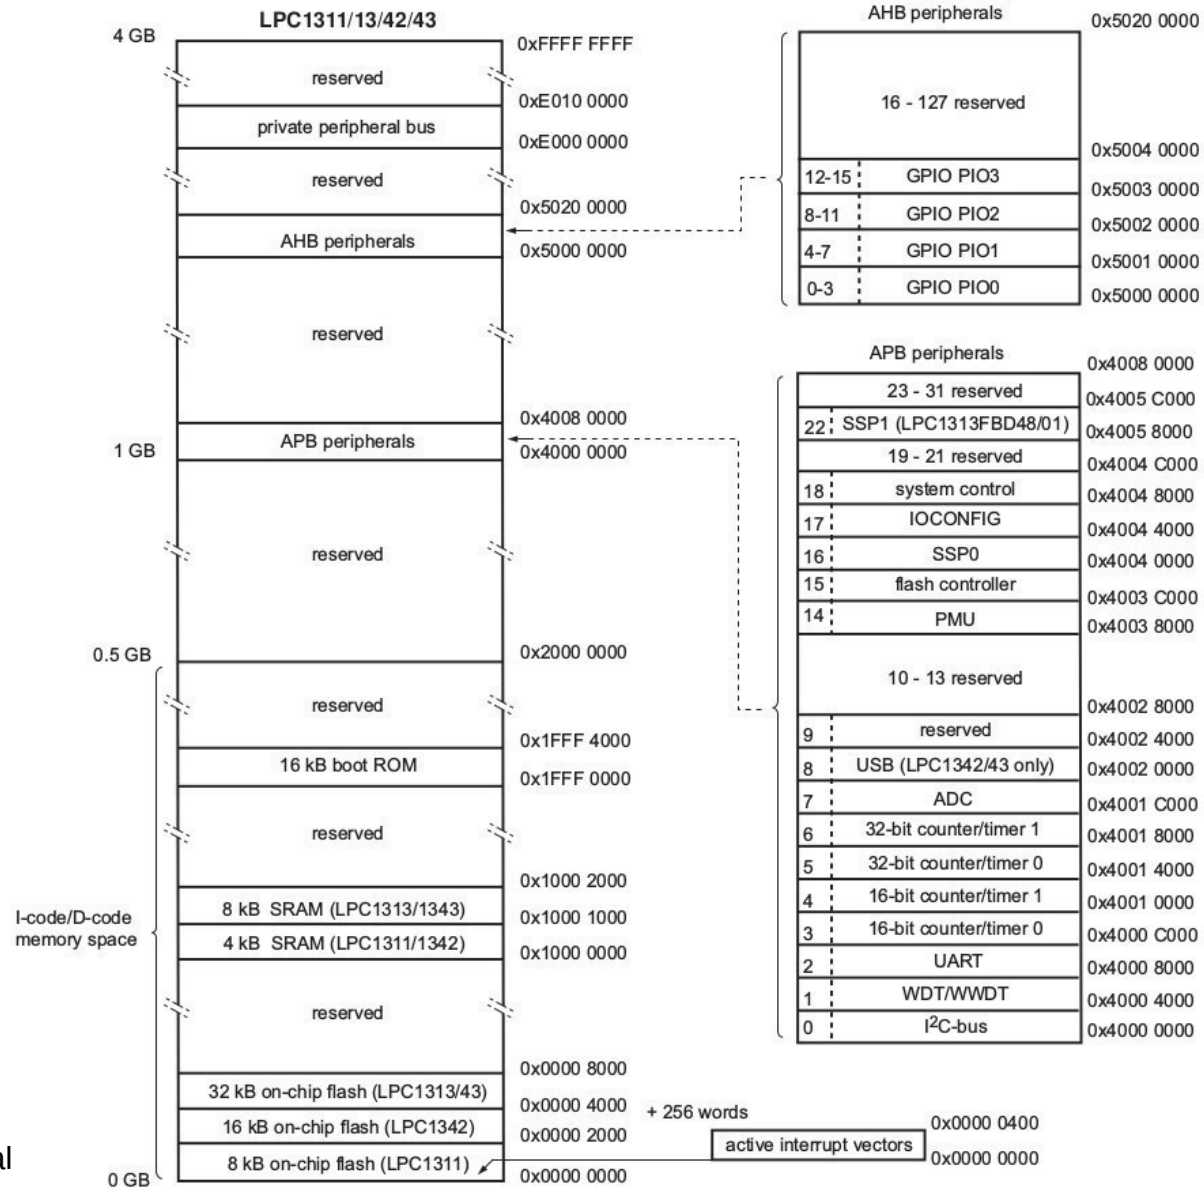 LPC1311/13/42/43
4 GB
0xFFFF FFFF
reserved
0xE010 0000
private peripheral bus
0xE000 0000
reserved
0x5020 0000
AHB peripherals
0x5000 0000
reserved
0x4008 0000
APB peripherals
1 GB
0x4000 0000
reserved
0.5 GB
0x2000 0000
reserved
0x1FFF 4000
16 kB boot ROM
0x1FFF 0000
reserved
0x1000 2000
I-code/D-code
memory space
8 kB SRAM (LPC1313/1343)
0x1000 1000
4 kB SRAM (LPC1311/1342)
0x1000 0000
reserved
0x0000 8000
32 kB on-chip flash (LPC1313/43)
0x0000 4000
16 kB on-chip flash (LPC1342)
0x0000 2000
8 kB on-chip flash (LPC1311)
0 GB
0x0000 0000
al
+ 256 words
0x0000 0400
active interrupt vectors
0x0000 0000
AHB peripherals
0x5020 0000
16 - 127 reserved
0x5004 0000
12-15 GPIO PIO3
0x5003 0000
8-11 GPIO PIO2
0x5002 0000
4-7 GPIO PIO1
0x5001 0000
0-3 GPIO PIO0
0x5000 0000
APB peripherals
0x4008 0000
23 - 31 reserved
0x4005 C000
22 SSP1 (LPC1313FBD48/01)
0x4005 8000
19 - 21 reserved
0x4004 C000
18 system control
0x4004 8000
17 IOCONFIG
0x4004 4000
16 SSP0
0x4004 0000
15 flash controller
0x4003 C000
14 PMU
0x4003 8000
10 - 13 reserved
0x4002 8000
9 reserved
0x4002 4000
8 USB (LPC1342/43 only)
0x4002 0000
7 ADC
0x4001 C000
6 32-bit counter/timer 1
0x4001 8000
5 32-bit counter/timer 0
0x4001 4000
4 16-bit counter/timer 1
0x4001 0000
3 16-bit counter/timer 0
0x4000 C000
2 UART
0x4000 8000
1 WDT/WWDT
0x4000 4000
0 I2C-bus
0x4000 0000